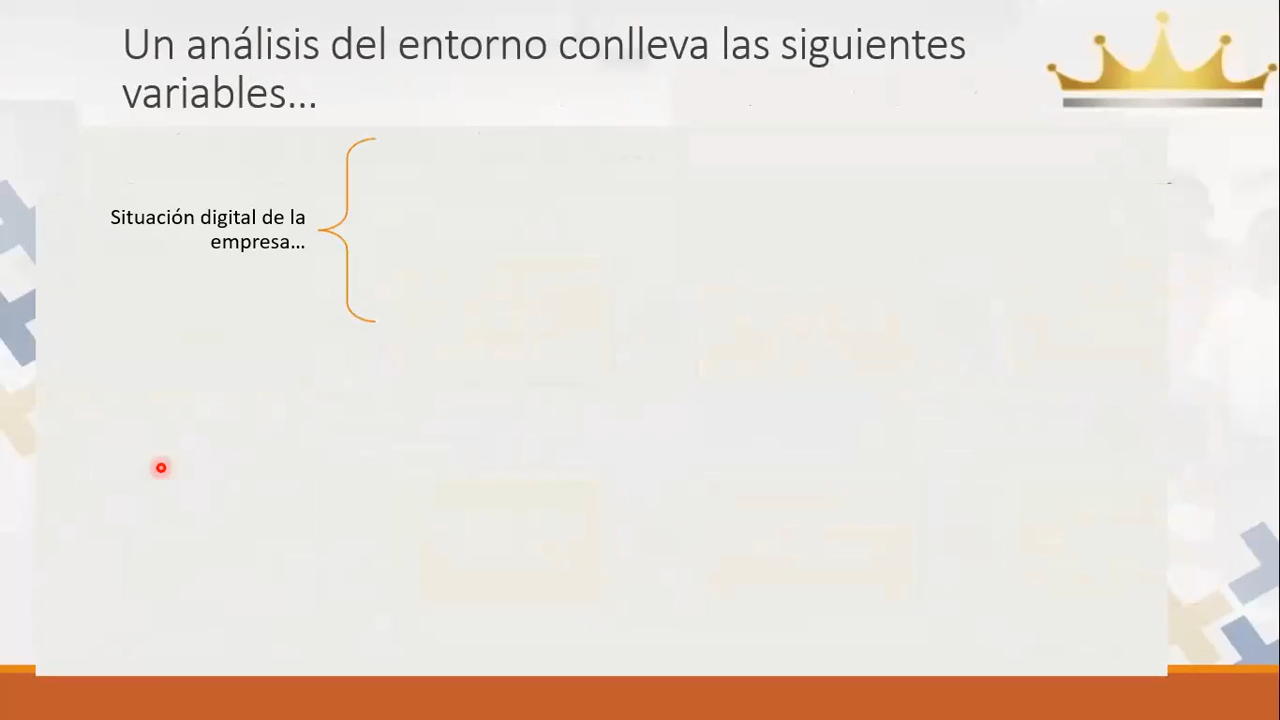 Un análisis del entorno conlleva las siguientes
variables...
Situación digital de la
empresa...